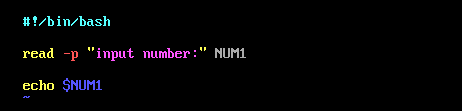 #!/bin/bash
read -p "input number:" NUM1
echo $NUM1
~